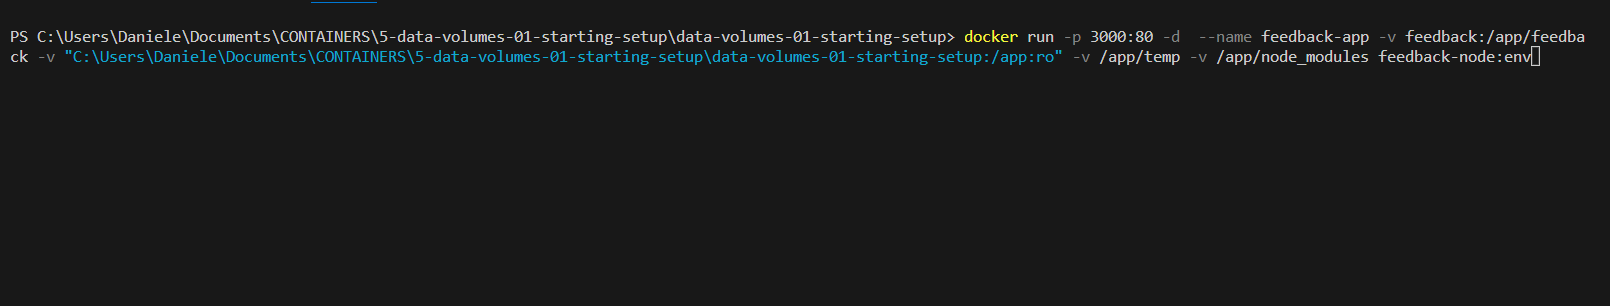 PS C:\Users\Daniele\Documents\CONTAINERS\5-data-volumes-01-starting-setup\data-volumes-01-starting-setup> docker run -p 3000:80 -d  --name feedback-app -v feedback:/app/feedba
ck -v "C:\Users\Daniele\Documents\CONTAINERS\5-data-volumes-01-starting-setup\data-volumes-01-starting-setup:/app:ro" -v /app/temp -v /app/node_modules feedback-node:env